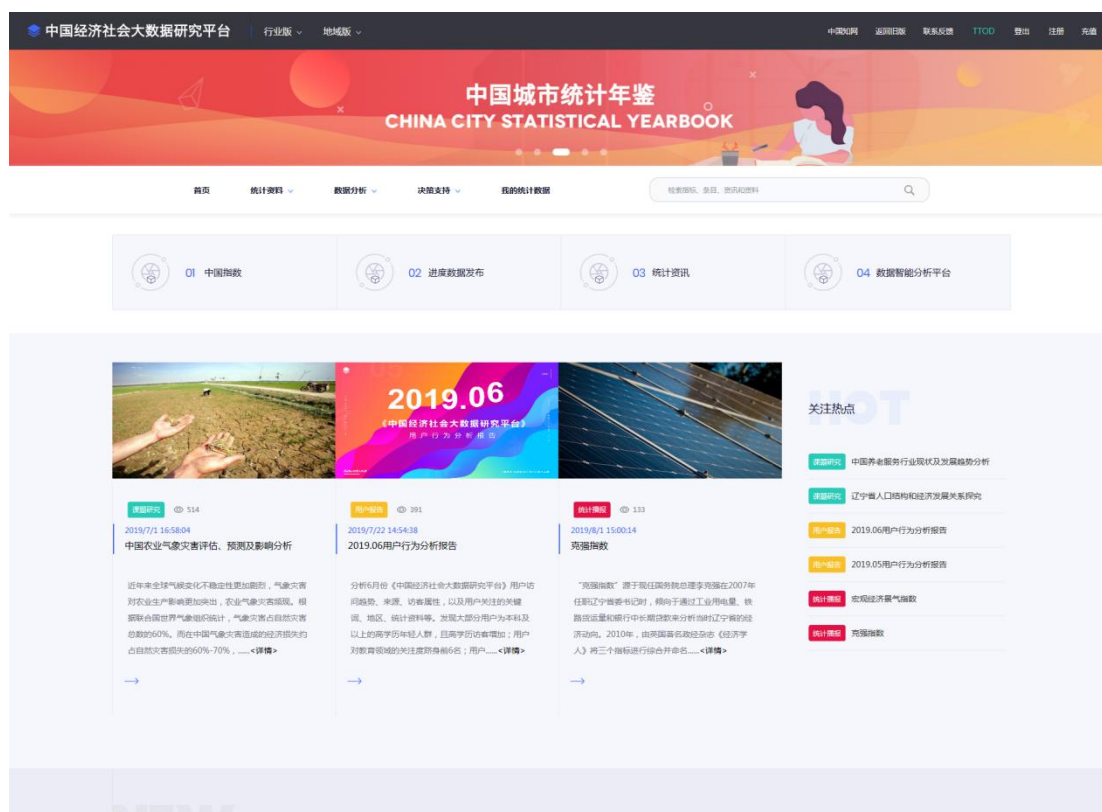 中国经济社会大数据研究平台 行业版 地域版 中国知网 返回旧版 联系反馈 TTOD 登出 注册 充值
中国城市统计年鉴
CHINA CITY STATISTICAL YEARBOOK
首页 统计资料 数据分析 决策支持 我的统计数据 检索指标、条目、资讯和资料
01 中国指数 02 进度数据发布 03 统计资讯 04 数据智能分析平台
2019.06
《中国经济社会大数据研究平台》
用户行为分析报告
课题研究 514
2019/7/1 16:58:04
中国农业气象灾害评估、预测及影响分析
近年来全球气候变化不稳定性更加剧烈，气象灾害
对农业生产影响更加突出，农业气象灾害频现。根
据联合国世界气象组织统计，气象灾害占自然灾害
总数的60%。而在中国气象灾害造成的经济损失约
占自然灾害损失的60%-70%，......<详情>
用户报告 391
2019/7/22 14:54:38
2019.06用户行为分析报告
分析6月份《中国经济社会大数据研究平台》用户访
问趋势、来源、访客属性，以及用户关注的关键
词、地区、统计资料等。发现大部分用户为本科及
以上的高学历年轻人群，且高学历访客增加；用户
对教育领域的关注度跻身前6名；用户......<详情>
统计播报 133
2019/8/1 15:00:14
克强指数
“克强指数”源于现任国务院总理李克强在2007年
任职辽宁省委书记时，倾向于通过工业用电量、铁
路货运量和银行中长期贷款来分析当时辽宁省的经
济动向。2010年，由英国著名政经杂志《经济学
人》将三个指标进行综合并命名......<详情>
HOT
关注热点
课题研究 中国养老服务行业现状及发展趋势分析
课题研究 辽宁省人口结构和经济发展关系探究
用户报告 2019.06用户行为分析报告
用户报告 2019.05用户行为分析报告
统计播报 宏观经济景气指数
统计播报 克强指数